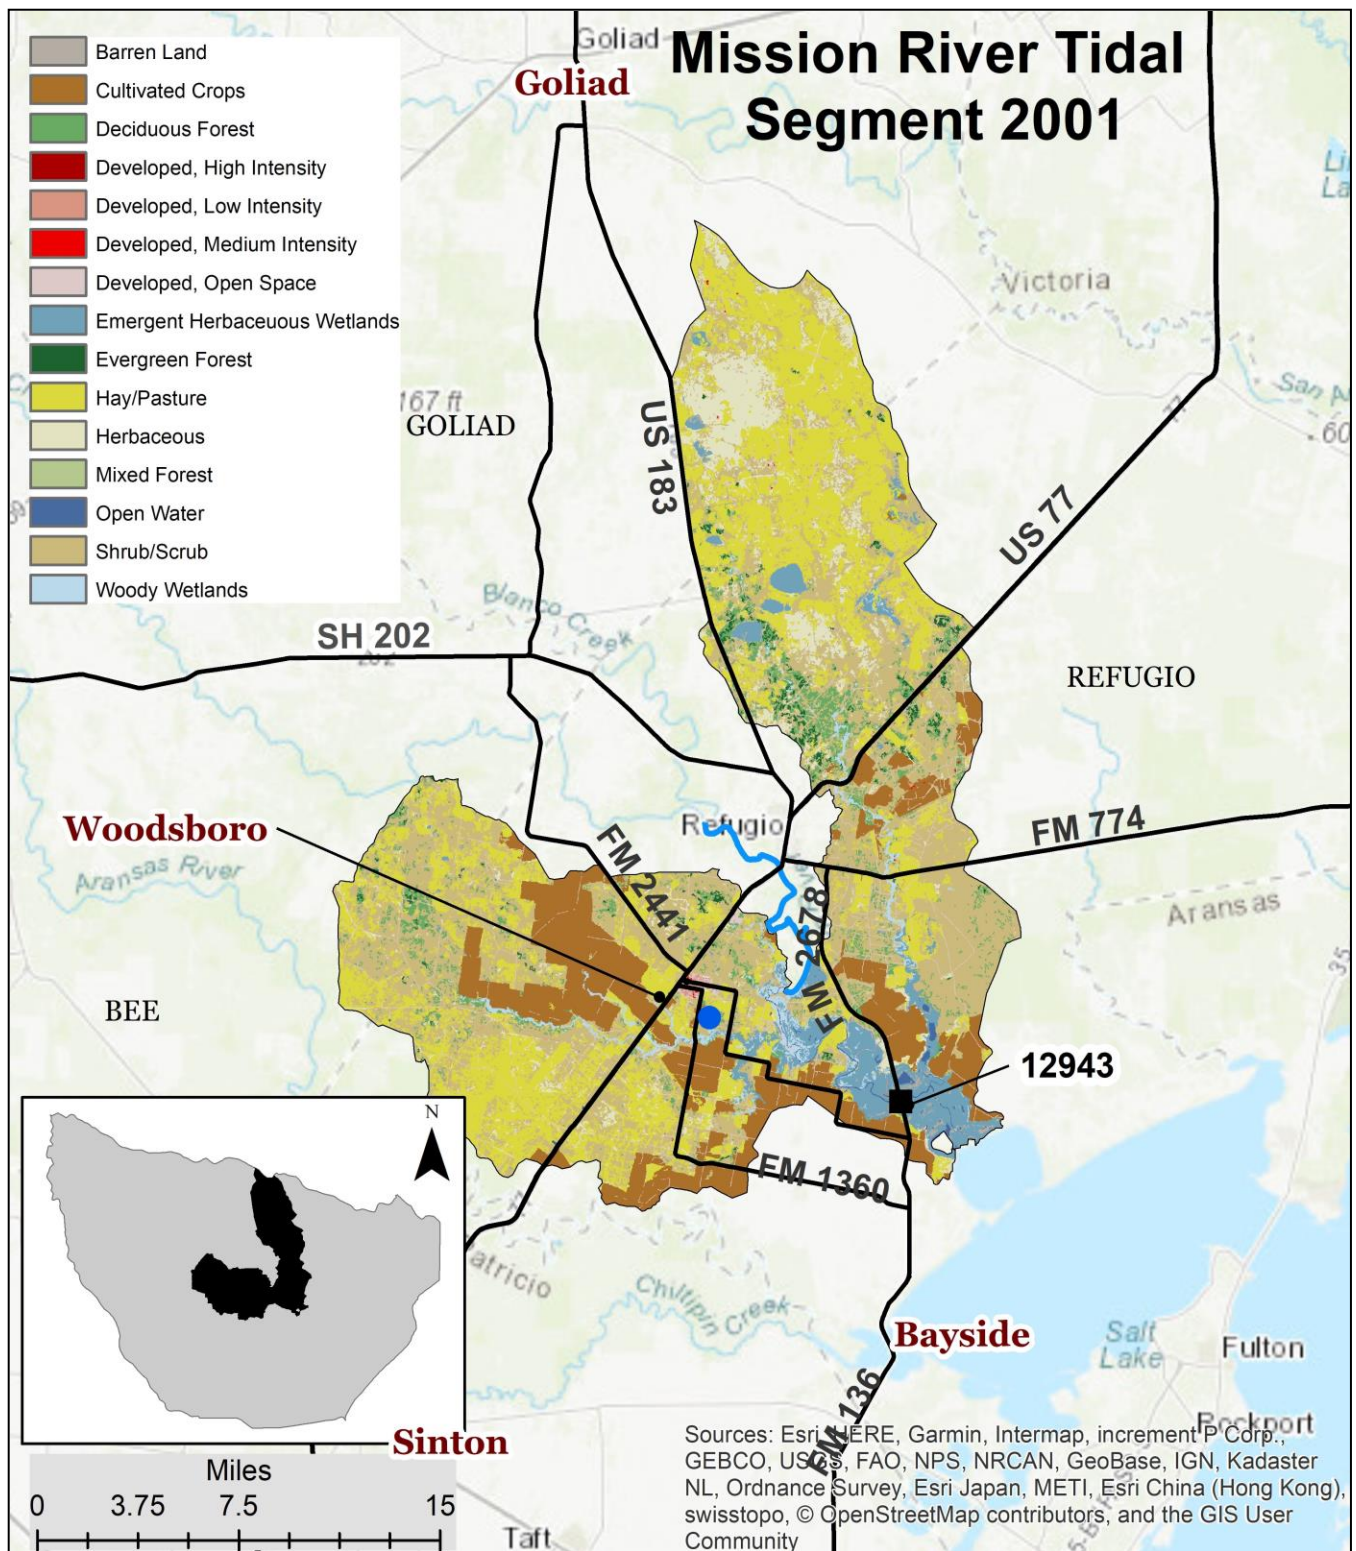 Mission River Tidal
Segment 2001
Barren Land
Cultivated Crops
Deciduous Forest
Developed, High Intensity
Developed, Low Intensity
Developed, Medium Intensity
Developed, Open Space
Emergent Herbaceuous Wetlands
Evergreen Forest
Hay/Pasture
Herbaceous
Mixed Forest
Open Water
Shrub/Scrub
Woody Wetlands
Goliad
Goliad
Victoria
167 ft
GOLIAD
US 183
US 77
77
60
Blanco Creek
SH 202
REFUGIO
Woodsboro
Refugio
FM 774
Aransas River
FM 2441
FM 2678
Aransas
35
BEE
12943
N
FM 1360
Chiltipin Creek
Bayside
Salt
Lake
Fulton
FM 136
Rockport
Sinton
Sources: Esri, HERE, Garmin, Intermap, increment P Corp.,
GEBCO, USGS, FAO, NPS, NRCAN, GeoBase, IGN, Kadaster
NL, Ordnance Survey, Esri Japan, METI, Esri China (Hong Kong),
swisstopo, © OpenStreetMap contributors, and the GIS User
Community
Miles
0 3.75 7.5 15
Taft